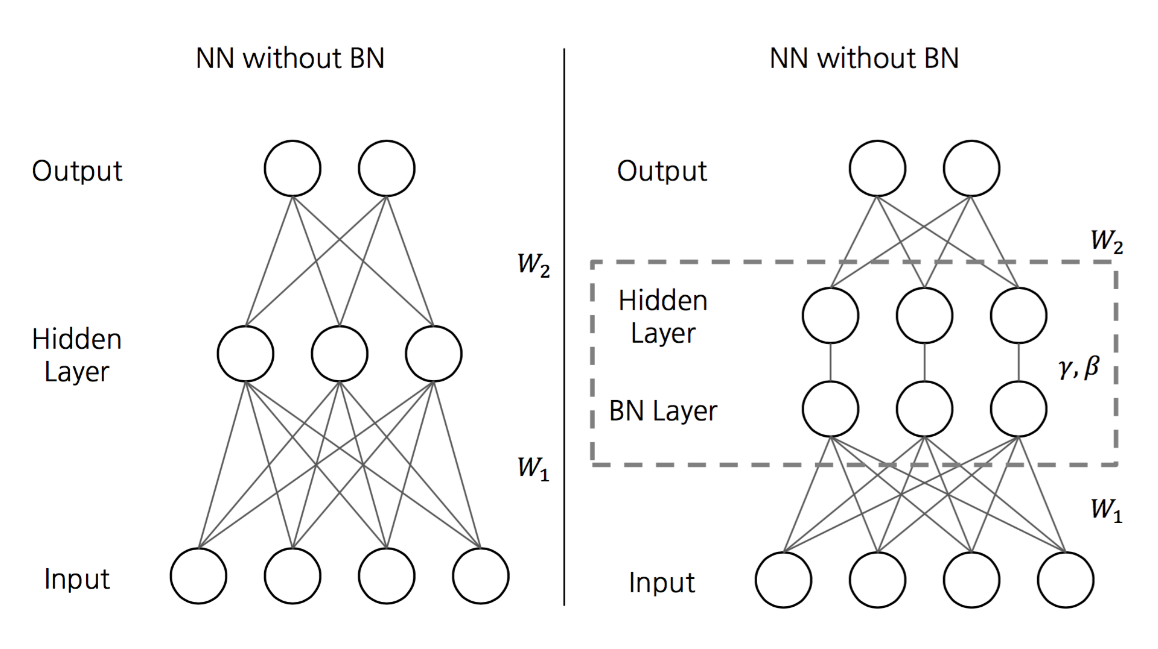 NN without BN
Output
W₂
Hidden
Layer
W₁
Input
NN without BN
Output
W₂
Hidden
Layer
γ, β
BN Layer
W₁
Input